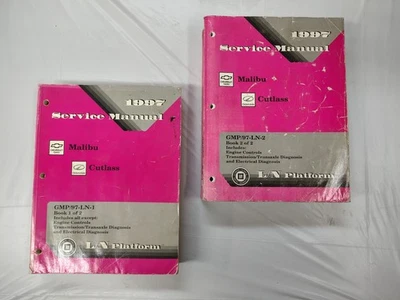 1997
Service Manual
Malibu
Cutlass
GMP/97-LN-1
Book 1 of 2
Includes all except:
Engine Controls
Transmission/Transaxle Diagnosis
and Electrical Diagnosis
L/N Platform
1997
Service Manual
Malibu
Cutlass
GMP/97-LN-2
Book 2 of 2
Includes:
Engine Controls
Transmission/Transaxle Diagnosis
and Electrical Diagnosis
L/N Platform